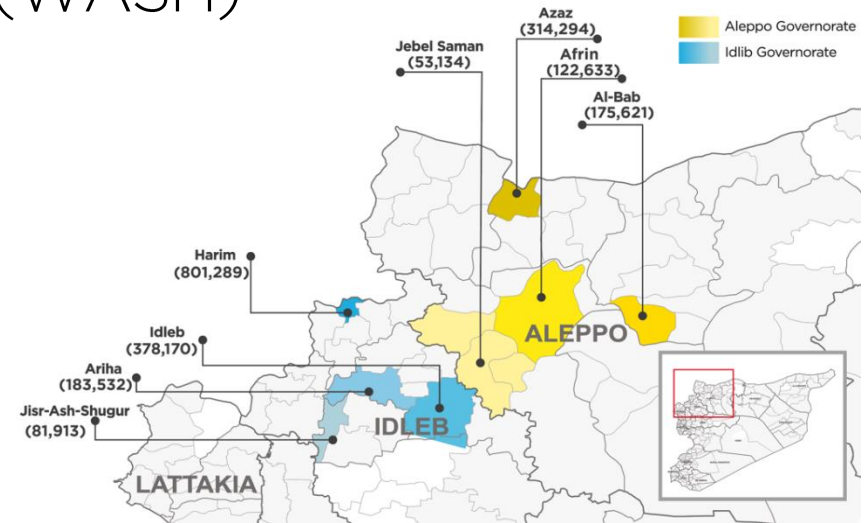 (WASH)
Azaz
(314,294)
Aleppo Governorate
Idlib Governorate
Jebel Saman
(53,134)
Afrin
(122,633)
Al-Bab
(175,621)
Harim
(801,289)
Idleb
(378,170)
Ariha
(183,532)
Jisr-Ash-Shugur
(81,913)
ALEPPO
IDLEB
LATTAKIA